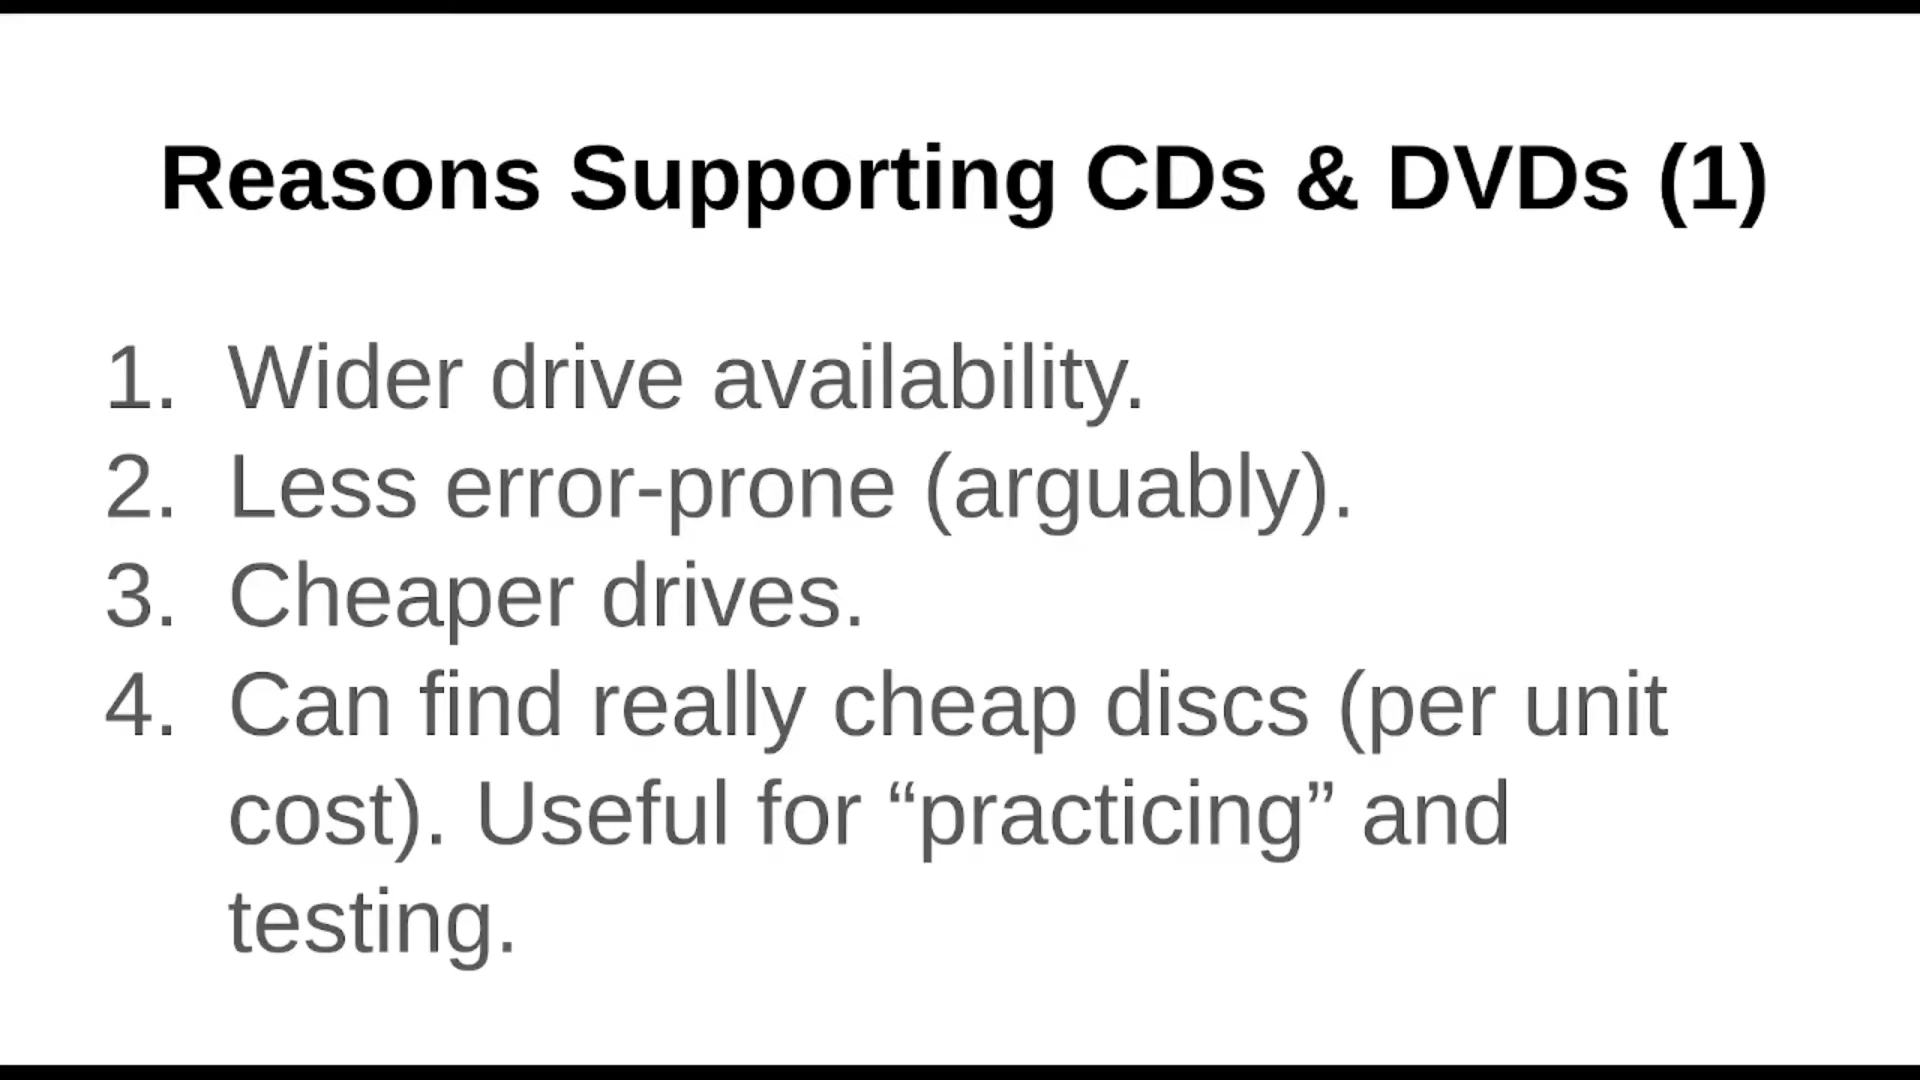 Reasons Supporting CDs & DVDs (1)
1. Wider drive availability.
2. Less error-prone (arguably).
3. Cheaper drives.
4. Can find really cheap discs (per unit
cost). Useful for “practicing” and
testing.